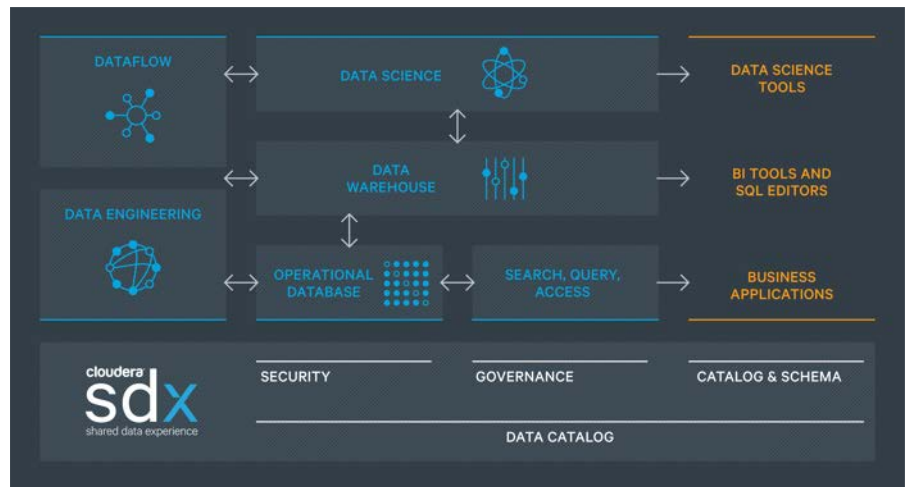 DATAFLOW
DATA SCIENCE
DATA SCIENCE
TOOLS
DATA
WAREHOUSE
BI TOOLS AND
SQL EDITORS
DATA ENGINEERING
OPERATIONAL
DATABASE
SEARCH, QUERY,
ACCESS
BUSINESS
APPLICATIONS
cloudera
sdx
shared data experience
SECURITY
GOVERNANCE
CATALOG & SCHEMA
DATA CATALOG